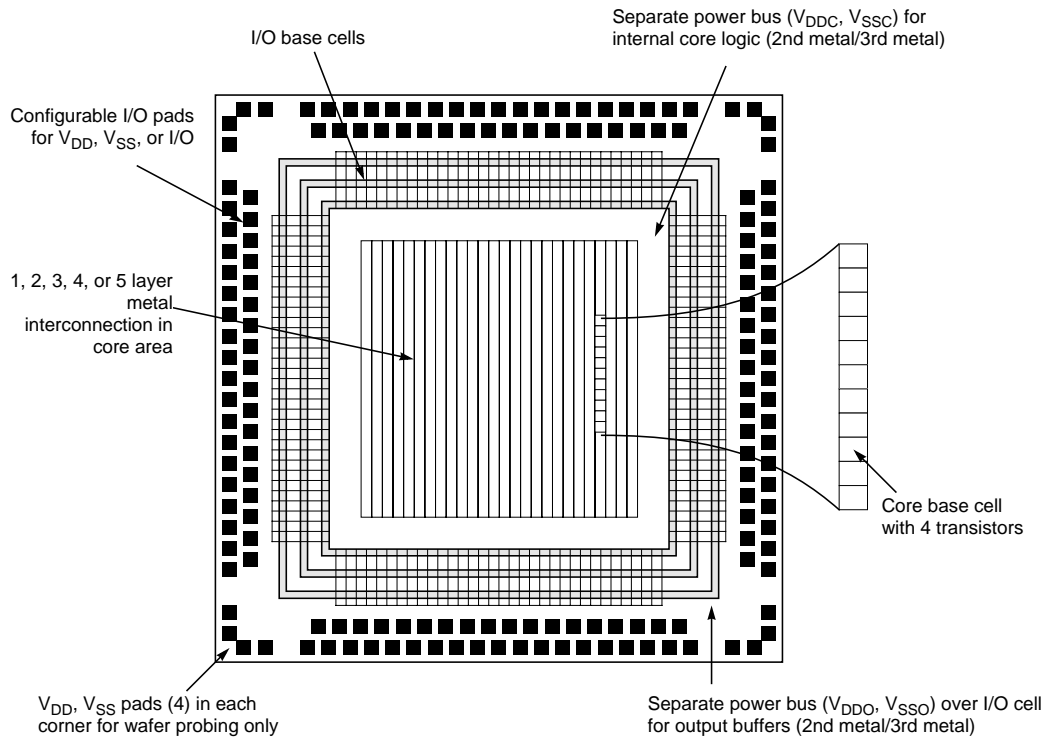 I/O base cells
Separate power bus (VDDC, VSSC) for
internal core logic (2nd metal/3rd metal)
Configurable I/O pads
for VDD, VSS, or I/O
1, 2, 3, 4, or 5 layer
metal
interconnection in
core area
Core base cell
with 4 transistors
VDD, VSS pads (4) in each
corner for wafer probing only
Separate power bus (VDDO, VSSO) over I/O cell
for output buffers (2nd metal/3rd metal)